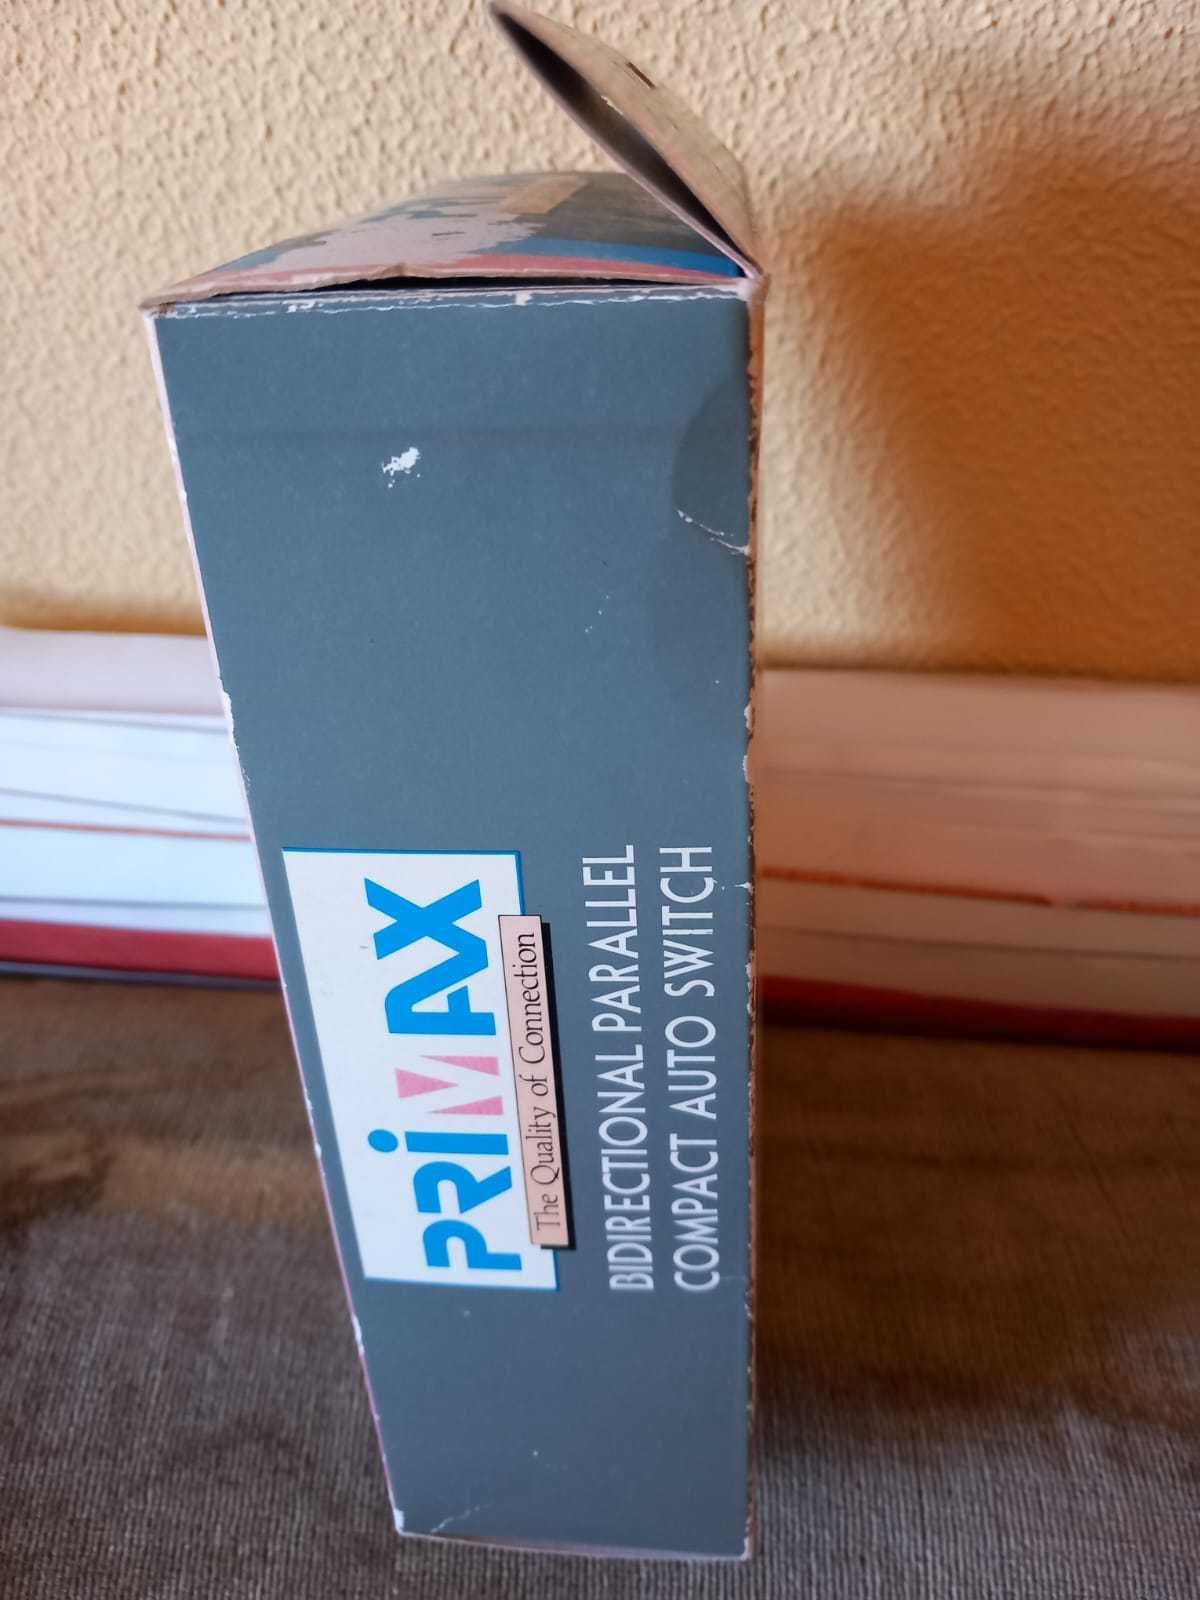 PRiMAX
The Quality of Connection
BIDIRECTIONAL PARALLEL
COMPACT AUTO SWITCH